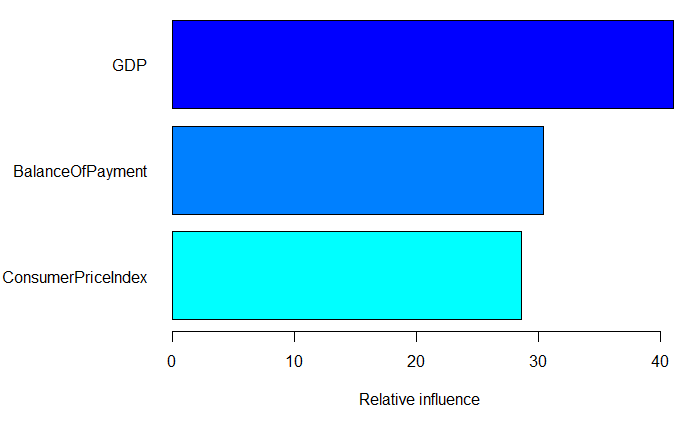 GDP
BalanceOfPayment
ConsumerPriceIndex
0 10 20 30 40
Relative influence